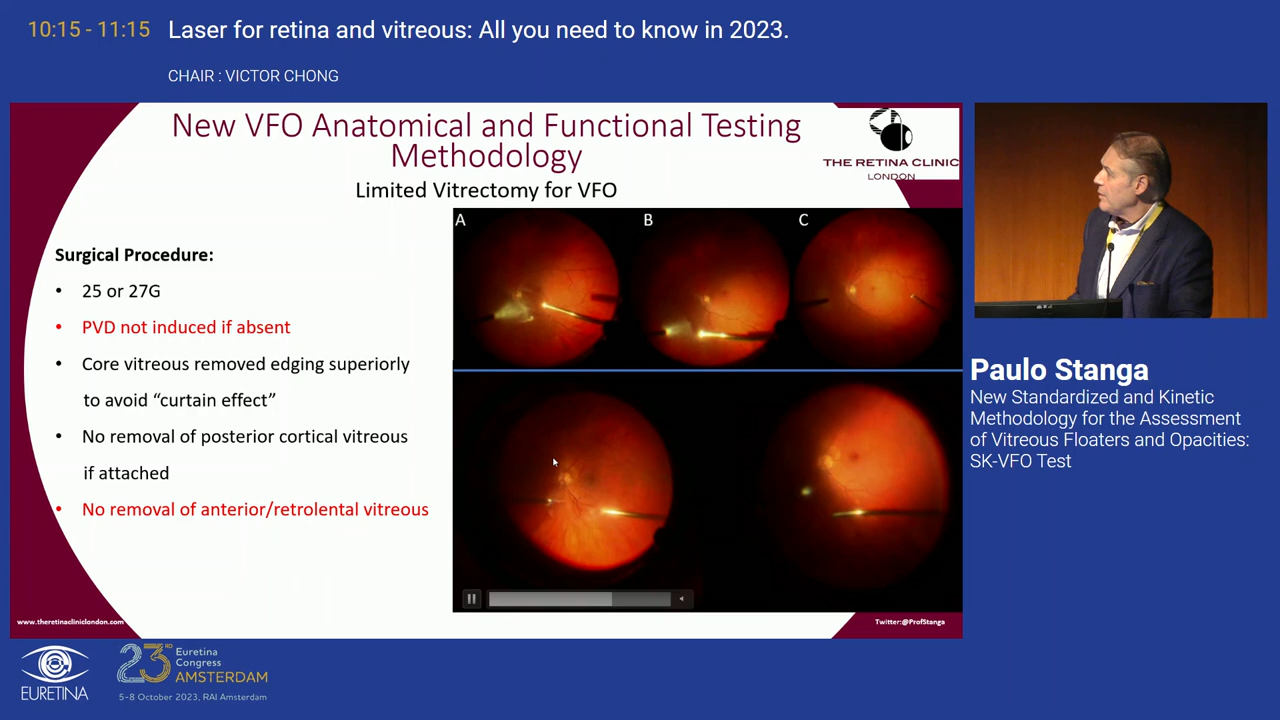 10:15 - 11:15
Laser for retina and vitreous: All you need to know in 2023.
CHAIR : VICTOR CHONG
New VFO Anatomical and Functional Testing
Methodology
Limited Vitrectomy for VFO
THE RETINA CLINIC
LONDON
Surgical Procedure:
• 25 or 27G
• PVD not induced if absent
• Core vitreous removed edging superiorly
to avoid “curtain effect”
• No removal of posterior cortical vitreous
if attached
• No removal of anterior/retrolental vitreous
A
B
C
www.theretinacliniclondon.com
Twitter:@ProfStanga
Paulo Stanga
New Standardized and Kinetic
Methodology for the Assessment
of Vitreous Floaters and Opacities:
SK-VFO Test
EURETINA
23RD
Euretina
Congress
AMSTERDAM
5-8 October 2023, RAI Amsterdam